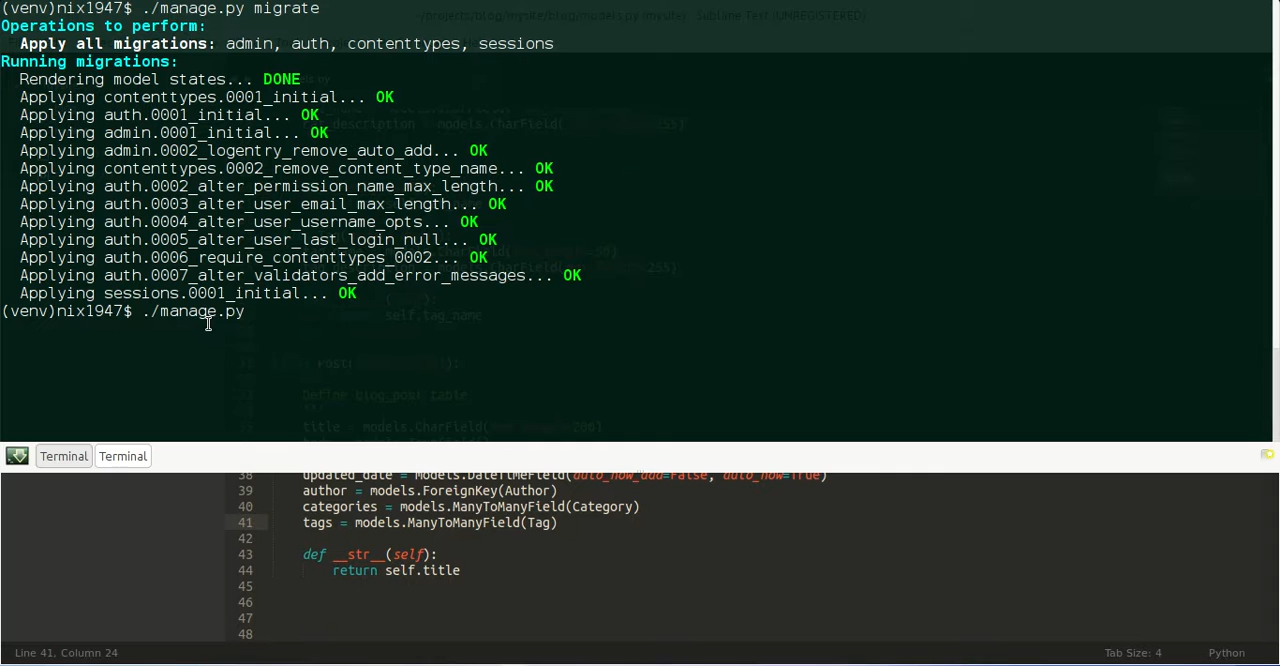 (venv)nix1947$ ./manage.py migrate
Operations to perform:
  Apply all migrations: admin, auth, contenttypes, sessions
Running migrations:
  Rendering model states... DONE
  Applying contenttypes.0001_initial... OK
  Applying auth.0001_initial... OK
  Applying admin.0001_initial... OK
  Applying admin.0002_logentry_remove_auto_add... OK
  Applying contenttypes.0002_remove_content_type_name... OK
  Applying auth.0002_alter_permission_name_max_length... OK
  Applying auth.0003_alter_user_email_max_length... OK
  Applying auth.0004_alter_user_username_opts... OK
  Applying auth.0005_alter_user_last_login_null... OK
  Applying auth.0006_require_contenttypes_0002... OK
  Applying auth.0007_alter_validators_add_error_messages... OK
  Applying sessions.0001_initial... OK
(venv)nix1947$ ./manage.py
Terminal Terminal
38 updated_date = models.DateTimeField(auto_now_add=False, auto_now=True)
39 author = models.ForeignKey(Author)
40 categories = models.ManyToManyField(Category)
41 tags = models.ManyToManyField(Tag)
42
43 def __str__(self):
44 return self.title
45
46
47
48
Line 41, Column 24 Tab Size: 4 Python